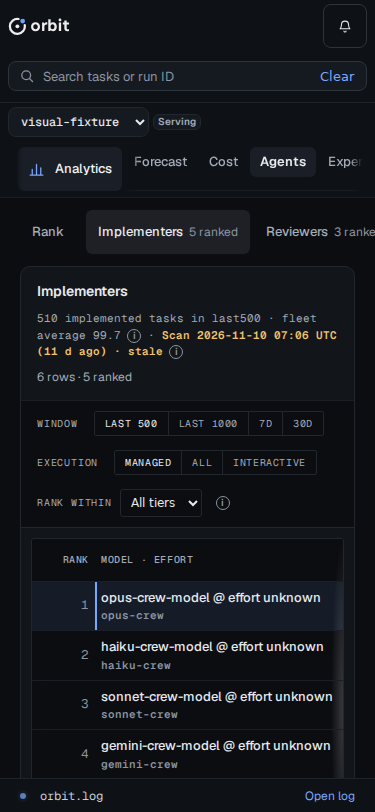 orbit
Search tasks or run ID
Clear
visual-fixture
Serving
Analytics
Forecast
Cost
Agents
Exper
Rank
Implementers 5 ranked
Reviewers 3 ranke
Implementers
510 implemented tasks in last500 · fleet
average 99.7 i · Scan 2026-11-10 07:06 UTC
(11 d ago) · stale i
6 rows·5 ranked
WINDOW
LAST 500
LAST 1000
7D
30D
EXECUTION
MANAGED
ALL
INTERACTIVE
RANK WITHIN
All tiers
i
RANK MODEL · EFFORT
1 opus-crew-model @ effort unknown
opus-crew
2 haiku-crew-model @ effort unknown
haiku-crew
3 sonnet-crew-model @ effort unknown
sonnet-crew
4 gemini-crew-model @ effort unknown
gemini-crew
orbit.log
Open log